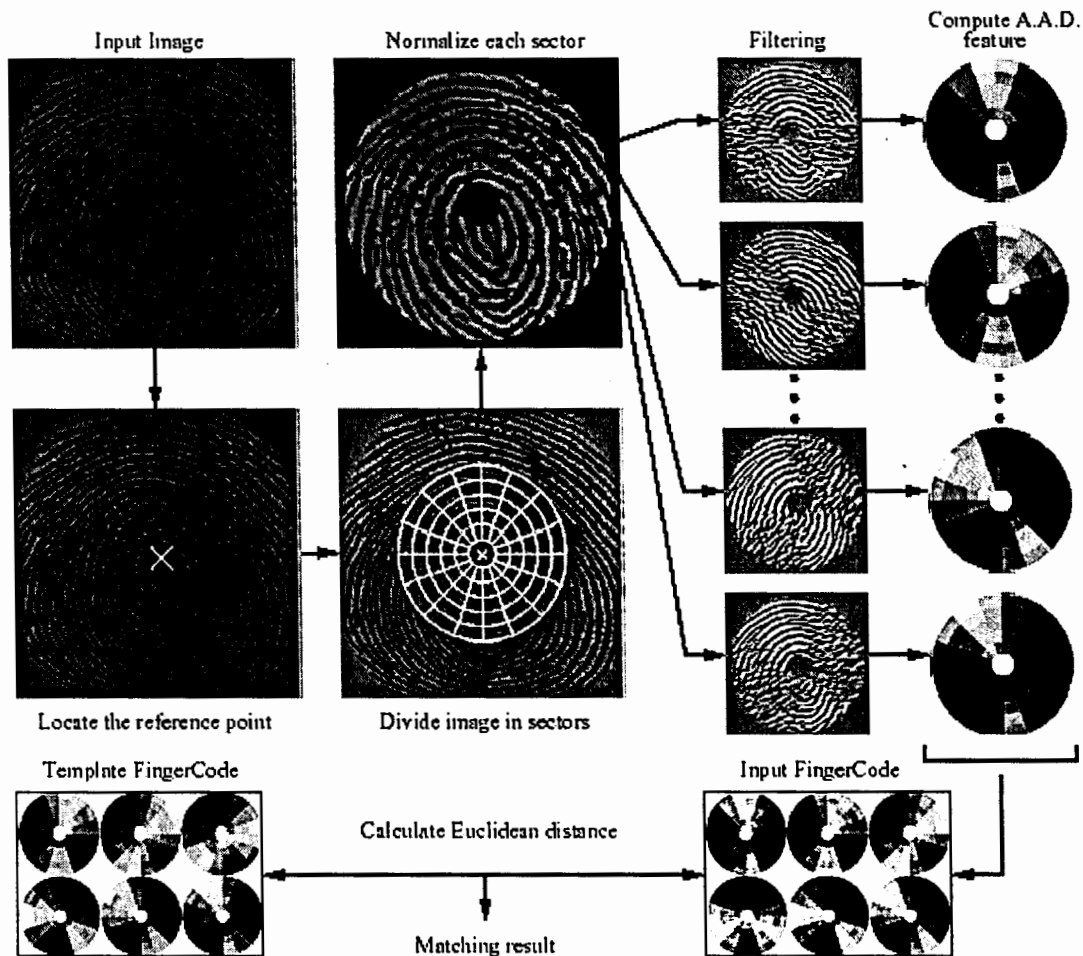 Input Image
Normalize each sector
Filtering
Compute A.A.D.
feature
Locate the reference point
Divide image in sectors
Template FingerCode
Input FingerCode
Calculate Euclidean distance
Matching result